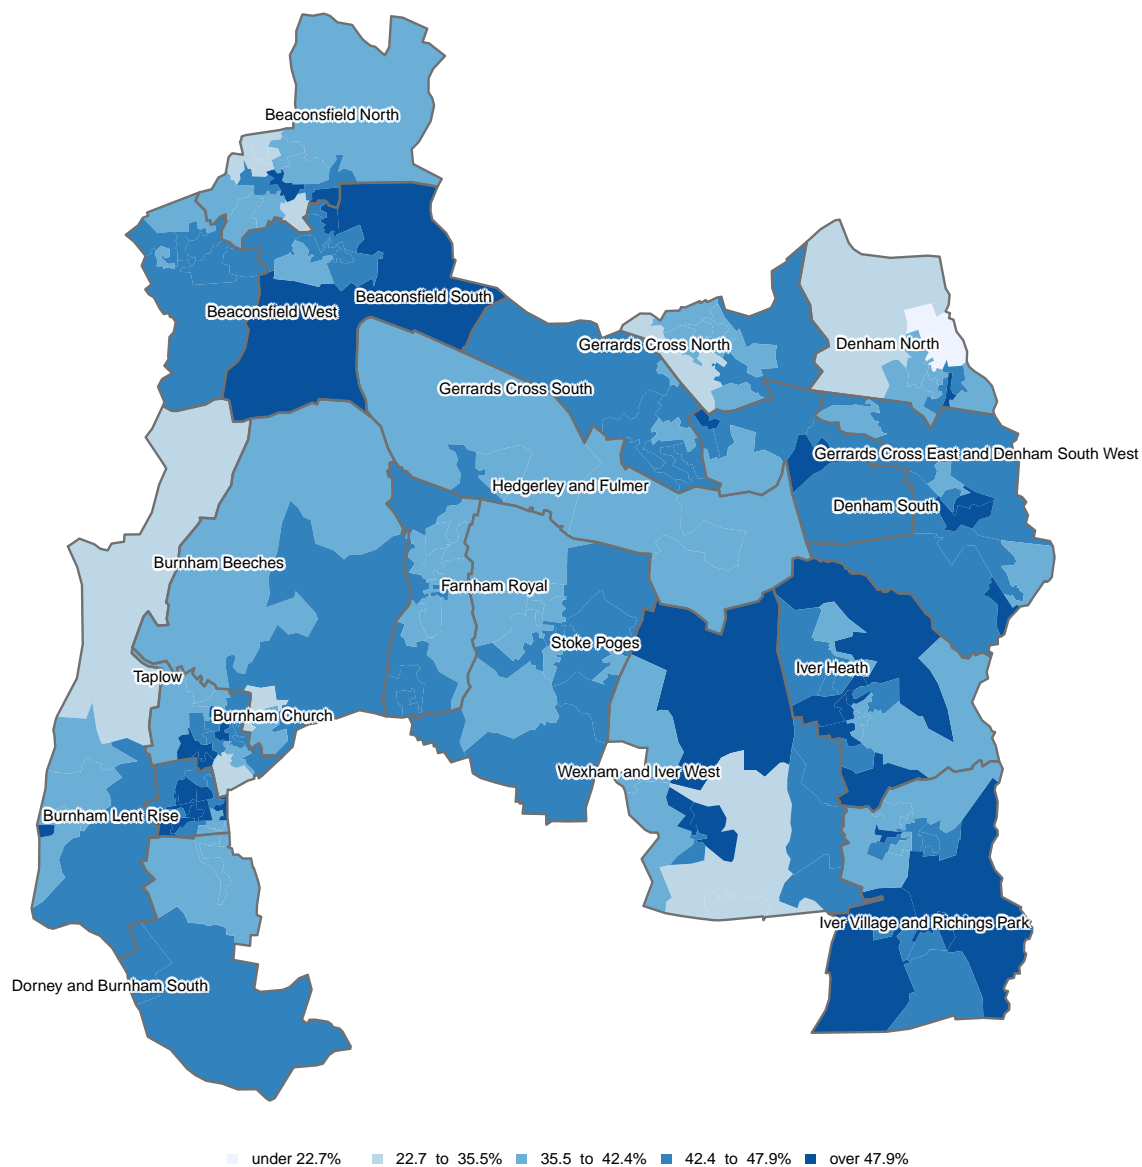 Beaconsfield North
Beaconsfield South
Beaconsfield West
Gerrards Cross North
Denham North
Gerrards Cross South
Gerrards Cross East and Denham South West
Hedgerley and Fulmer
Denham South
Burnham Beeches
Farnham Royal
Stoke Poges
Iver Heath
Taplow
Burnham Church
Wexham and Iver West
Burnham Lent Rise
Iver Village and Richings Park
Dorney and Burnham South
under 22.7% 22.7 to 35.5% 35.5 to 42.4% 42.4 to 47.9% over 47.9%